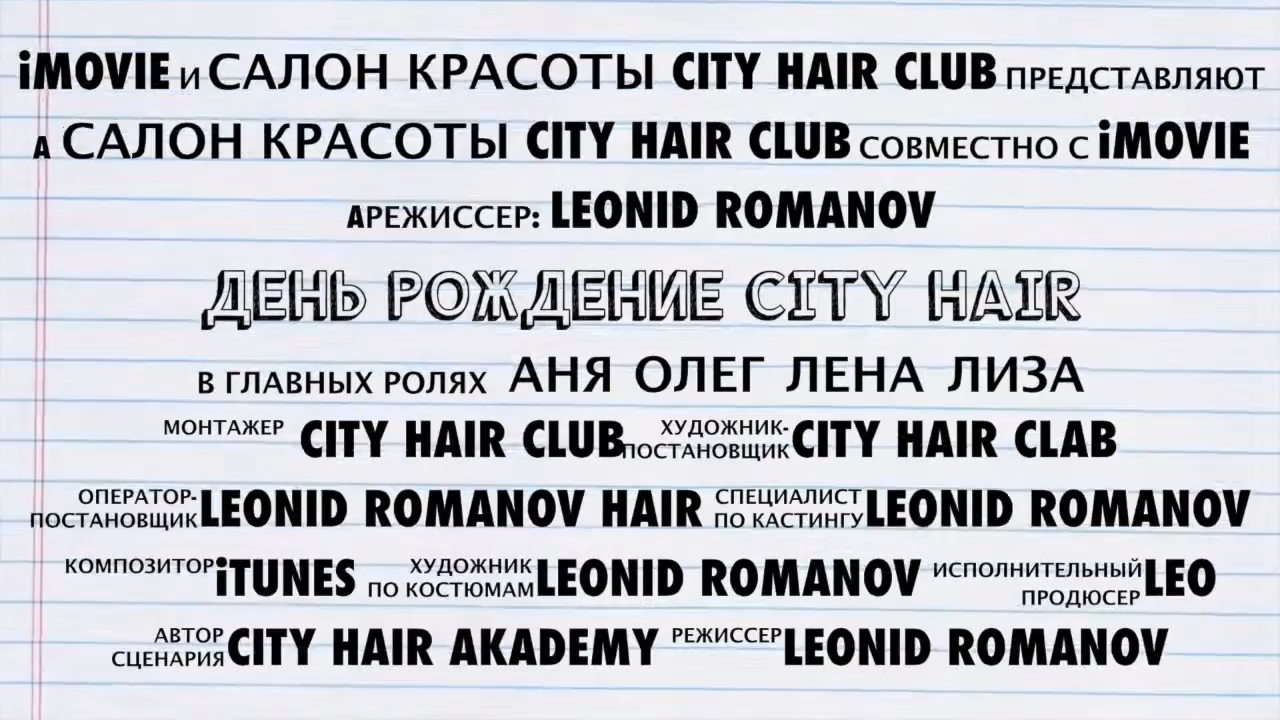 iMOVIE и САЛОН КРАСОТЫ CITY HAIR CLUB ПРЕДСТАВЛЯЮТ
А САЛОН КРАСОТЫ CITY HAIR CLUB СОВМЕСТНО С iMOVIE
АРЕЖИССЕР: LEONID ROMANOV
ДЕНЬ РОЖДЕНИЕ CITY HAIR
В ГЛАВНЫХ РОЛЯХ АНЯ ОЛЕГ ЛЕНА ЛИЗА
МОНТАЖЕР CITY HAIR CLUB ХУДОЖНИК-ПОСТАНОВЩИК CITY HAIR CLAB
ОПЕРАТОР-ПОСТАНОВЩИК LEONID ROMANOV HAIR СПЕЦИАЛИСТ ПО КАСТИНГУ LEONID ROMANOV
КОМПОЗИТОР iTUNES ХУДОЖНИК ПО КОСТЮМАМ LEONID ROMANOV ИСПОЛНИТЕЛЬНЫЙ ПРОДЮСЕР LEO
АВТОР СЦЕНАРИЯ CITY HAIR AKADEMY РЕЖИССЕР LEONID ROMANOV